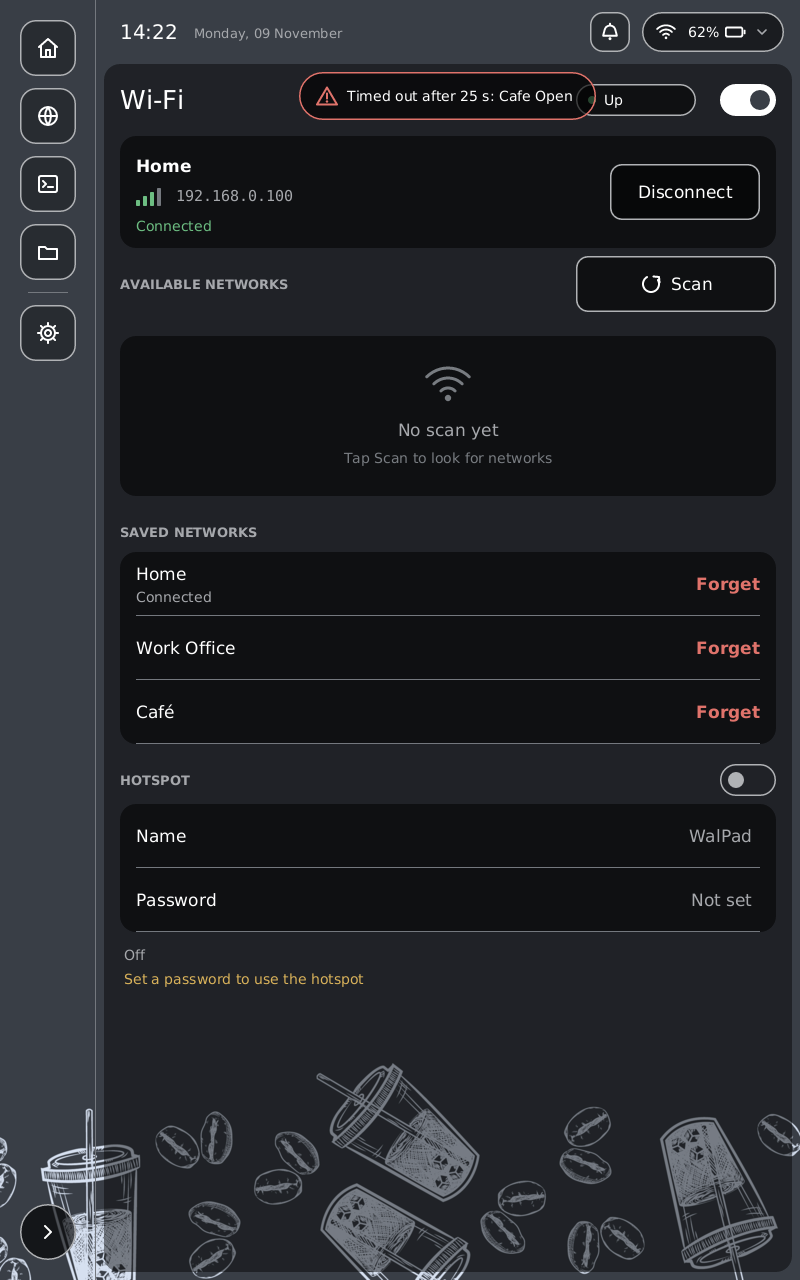 14:22 Monday, 09 November
62%
Wi-Fi
Timed out after 25 s: Cafe Open
Up
Home
192.168.0.100
Connected
Disconnect
AVAILABLE NETWORKS
Scan
No scan yet
Tap Scan to look for networks
SAVED NETWORKS
Home
Connected
Forget
Work Office
Forget
Café
Forget
HOTSPOT
Name
WalPad
Password
Not set
Off
Set a password to use the hotspot